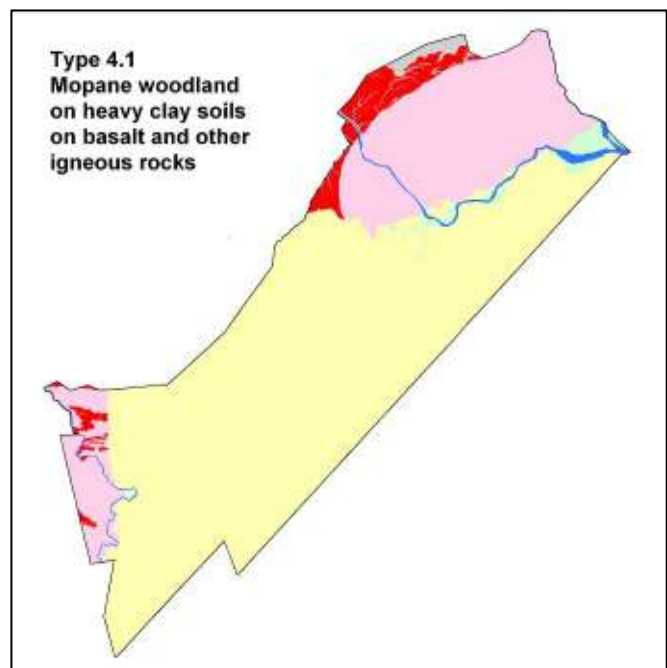 Type 4.1
Mopane woodland
on heavy clay soils
on basalt and other
igneous rocks